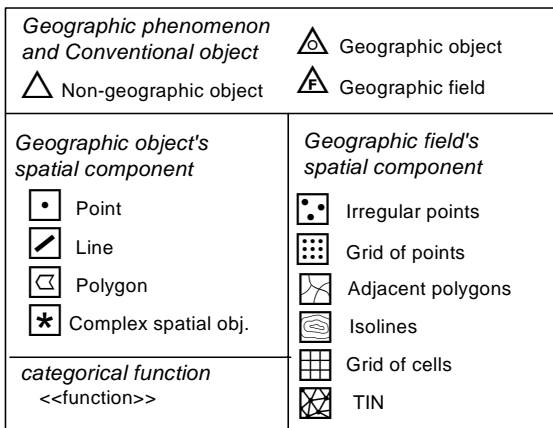 Geographic phenomenon
and Conventional object
Non-geographic object
Geographic object
F Geographic field
Geographic object's
spatial component
Point
Line
Polygon
Complex spatial obj.
categorical function
<<function>>
Geographic field's
spatial component
Irregular points
Grid of points
Adjacent polygons
Isolines
Grid of cells
TIN